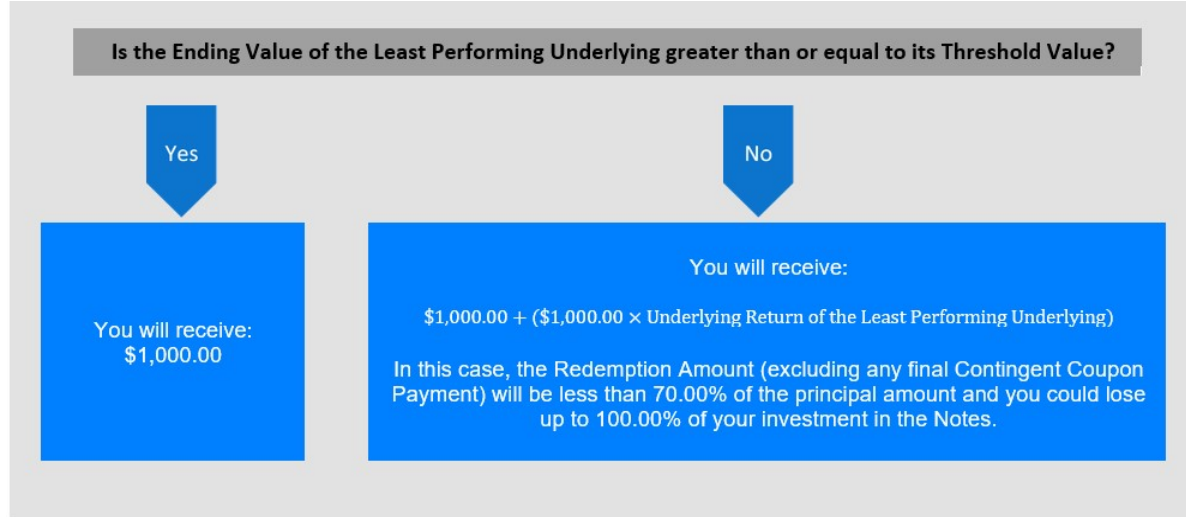 Is the Ending Value of the Least Performing Underlying greater than or equal to its Threshold Value?
Yes
No
You will receive:
$1,000.00
You will receive:
$1,000.00 + ($1,000.00 × Underlying Return of the Least Performing Underlying)
In this case, the Redemption Amount (excluding any final Contingent Coupon
Payment) will be less than 70.00% of the principal amount and you could lose
up to 100.00% of your investment in the Notes.